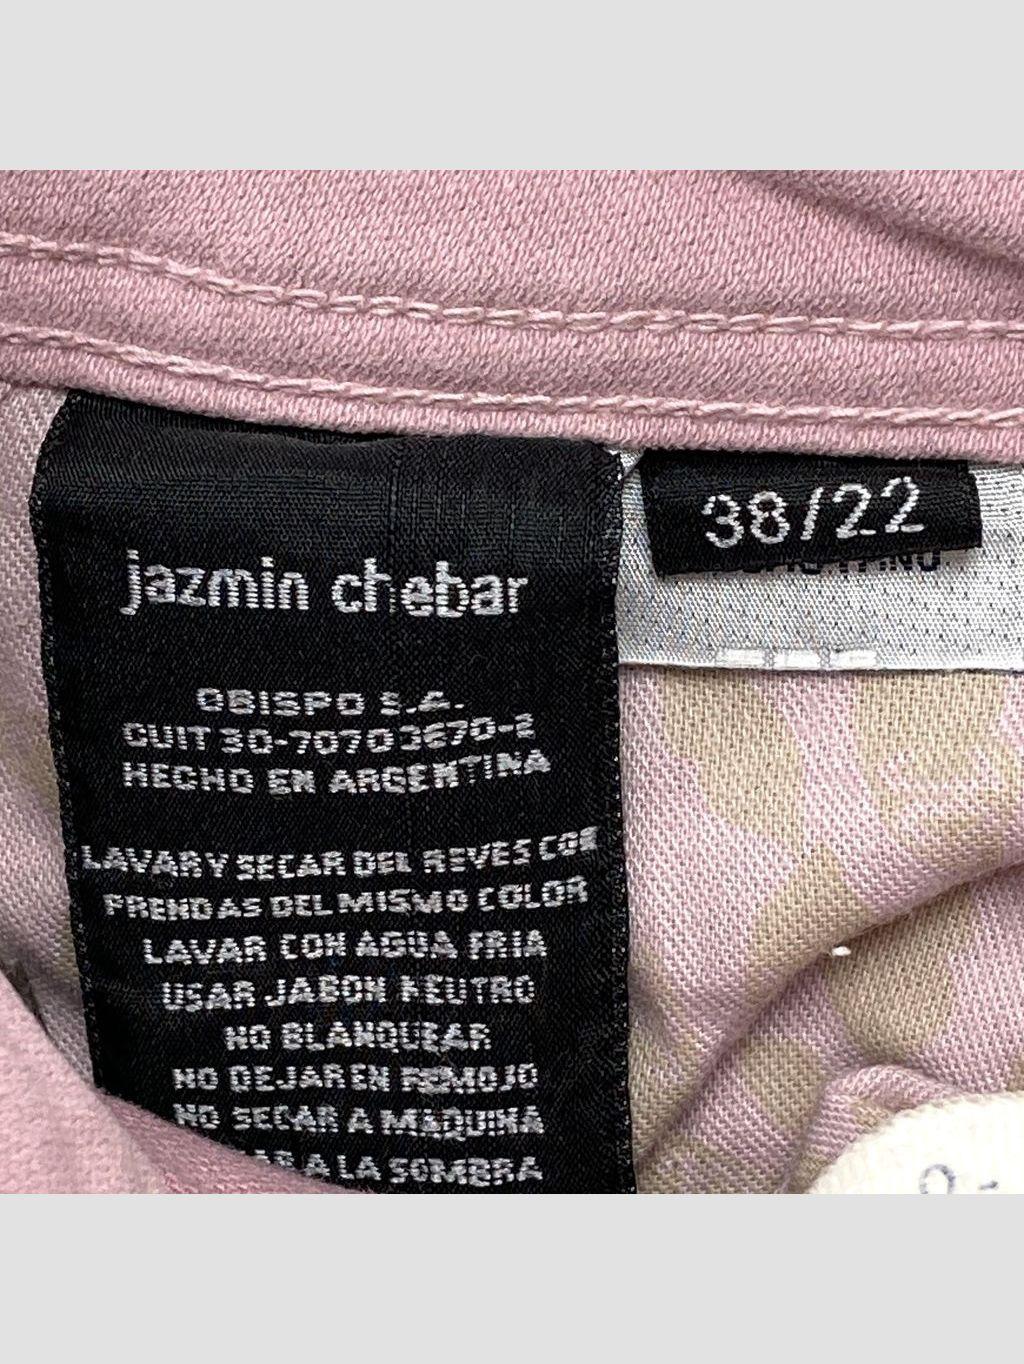 jazmin chebar
38/22
OBISPO S.A.
CUIT 30-70703670-2
HECHO EN ARGENTINA
LAVAR Y SECAR DEL REVES CON
PRENDAS DEL MISMO COLOR
LAVAR CON AGUA FRIA
USAR JABON NEUTRO
NO BLANQUEAR
NO DEJAR EN REMOJO
NO SECAR A MAQUINA
A LA SOMBRA